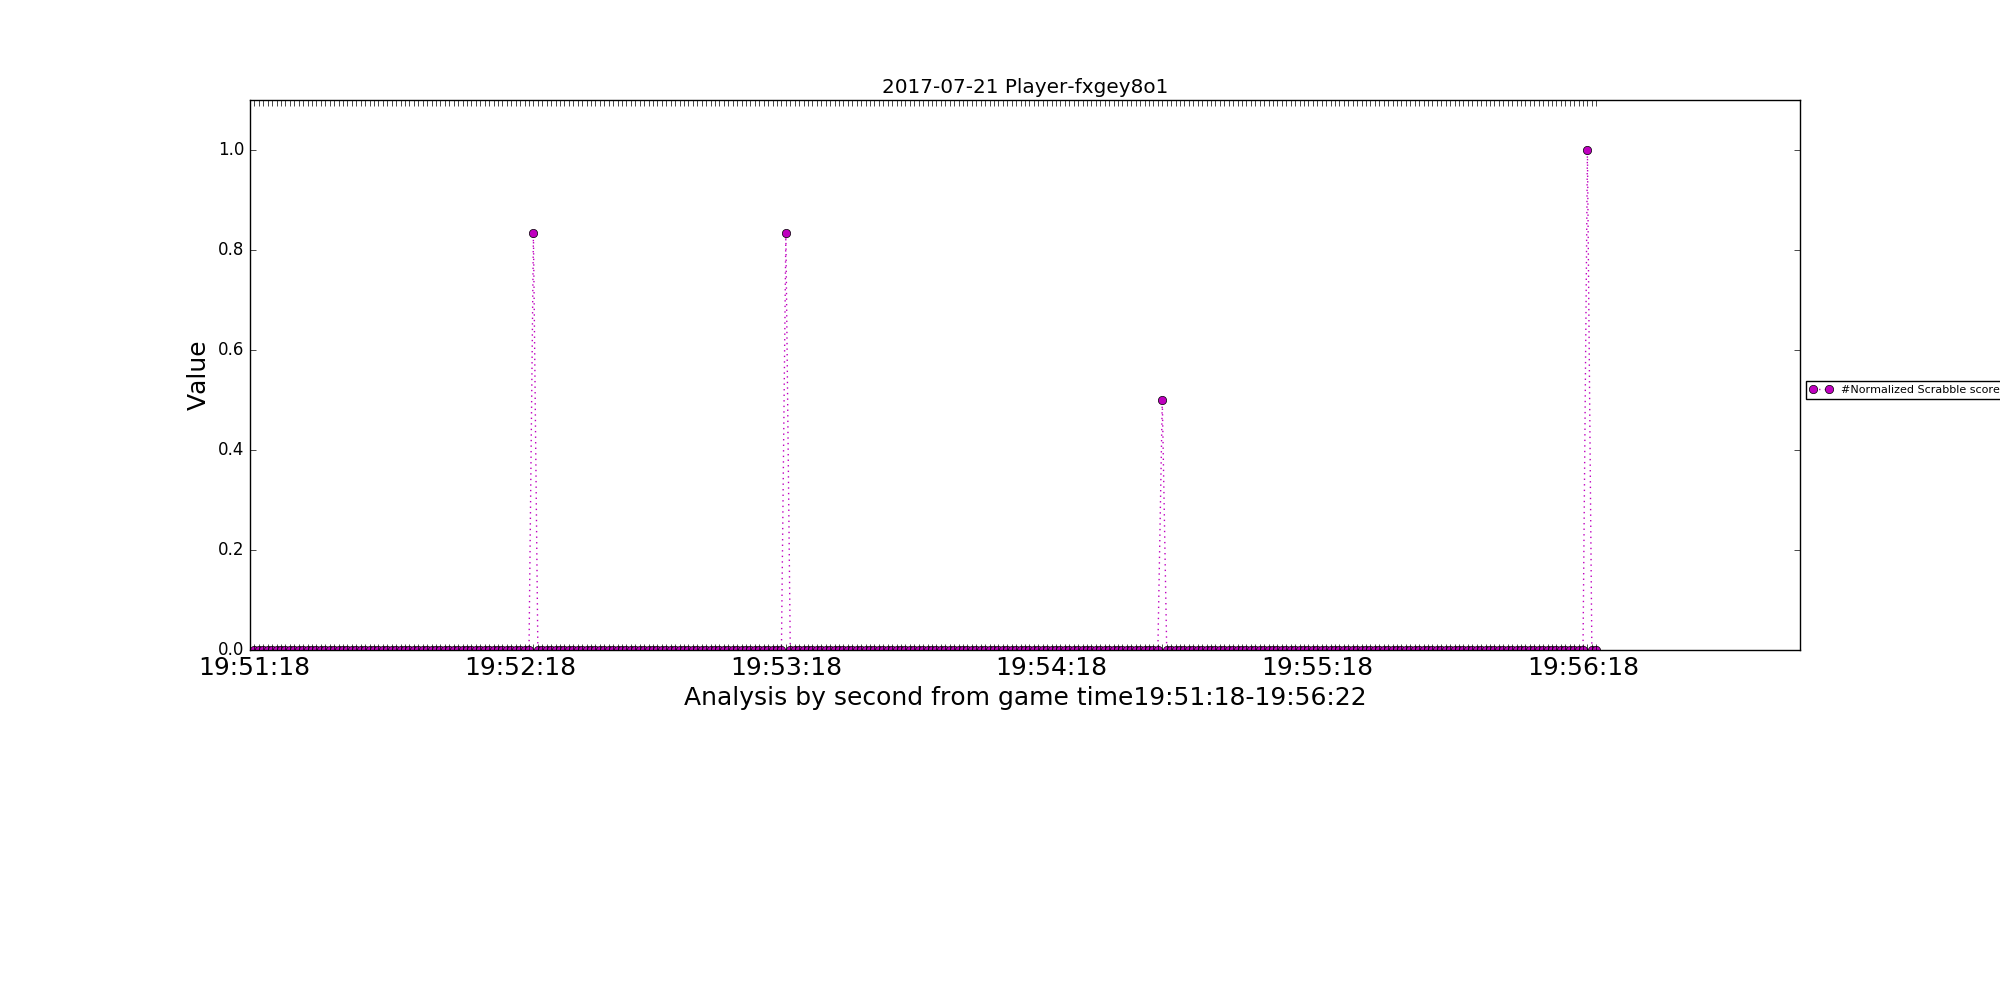 2017-07-21 Player-fxgey8o1
1.0
0.8
0.6
0.4
0.2
0.0
Value
#Normalized Scrabble score
19:51:18 19:52:18 19:53:18 19:54:18 19:55:18 19:56:18
Analysis by second from game time19:51:18-19:56:22